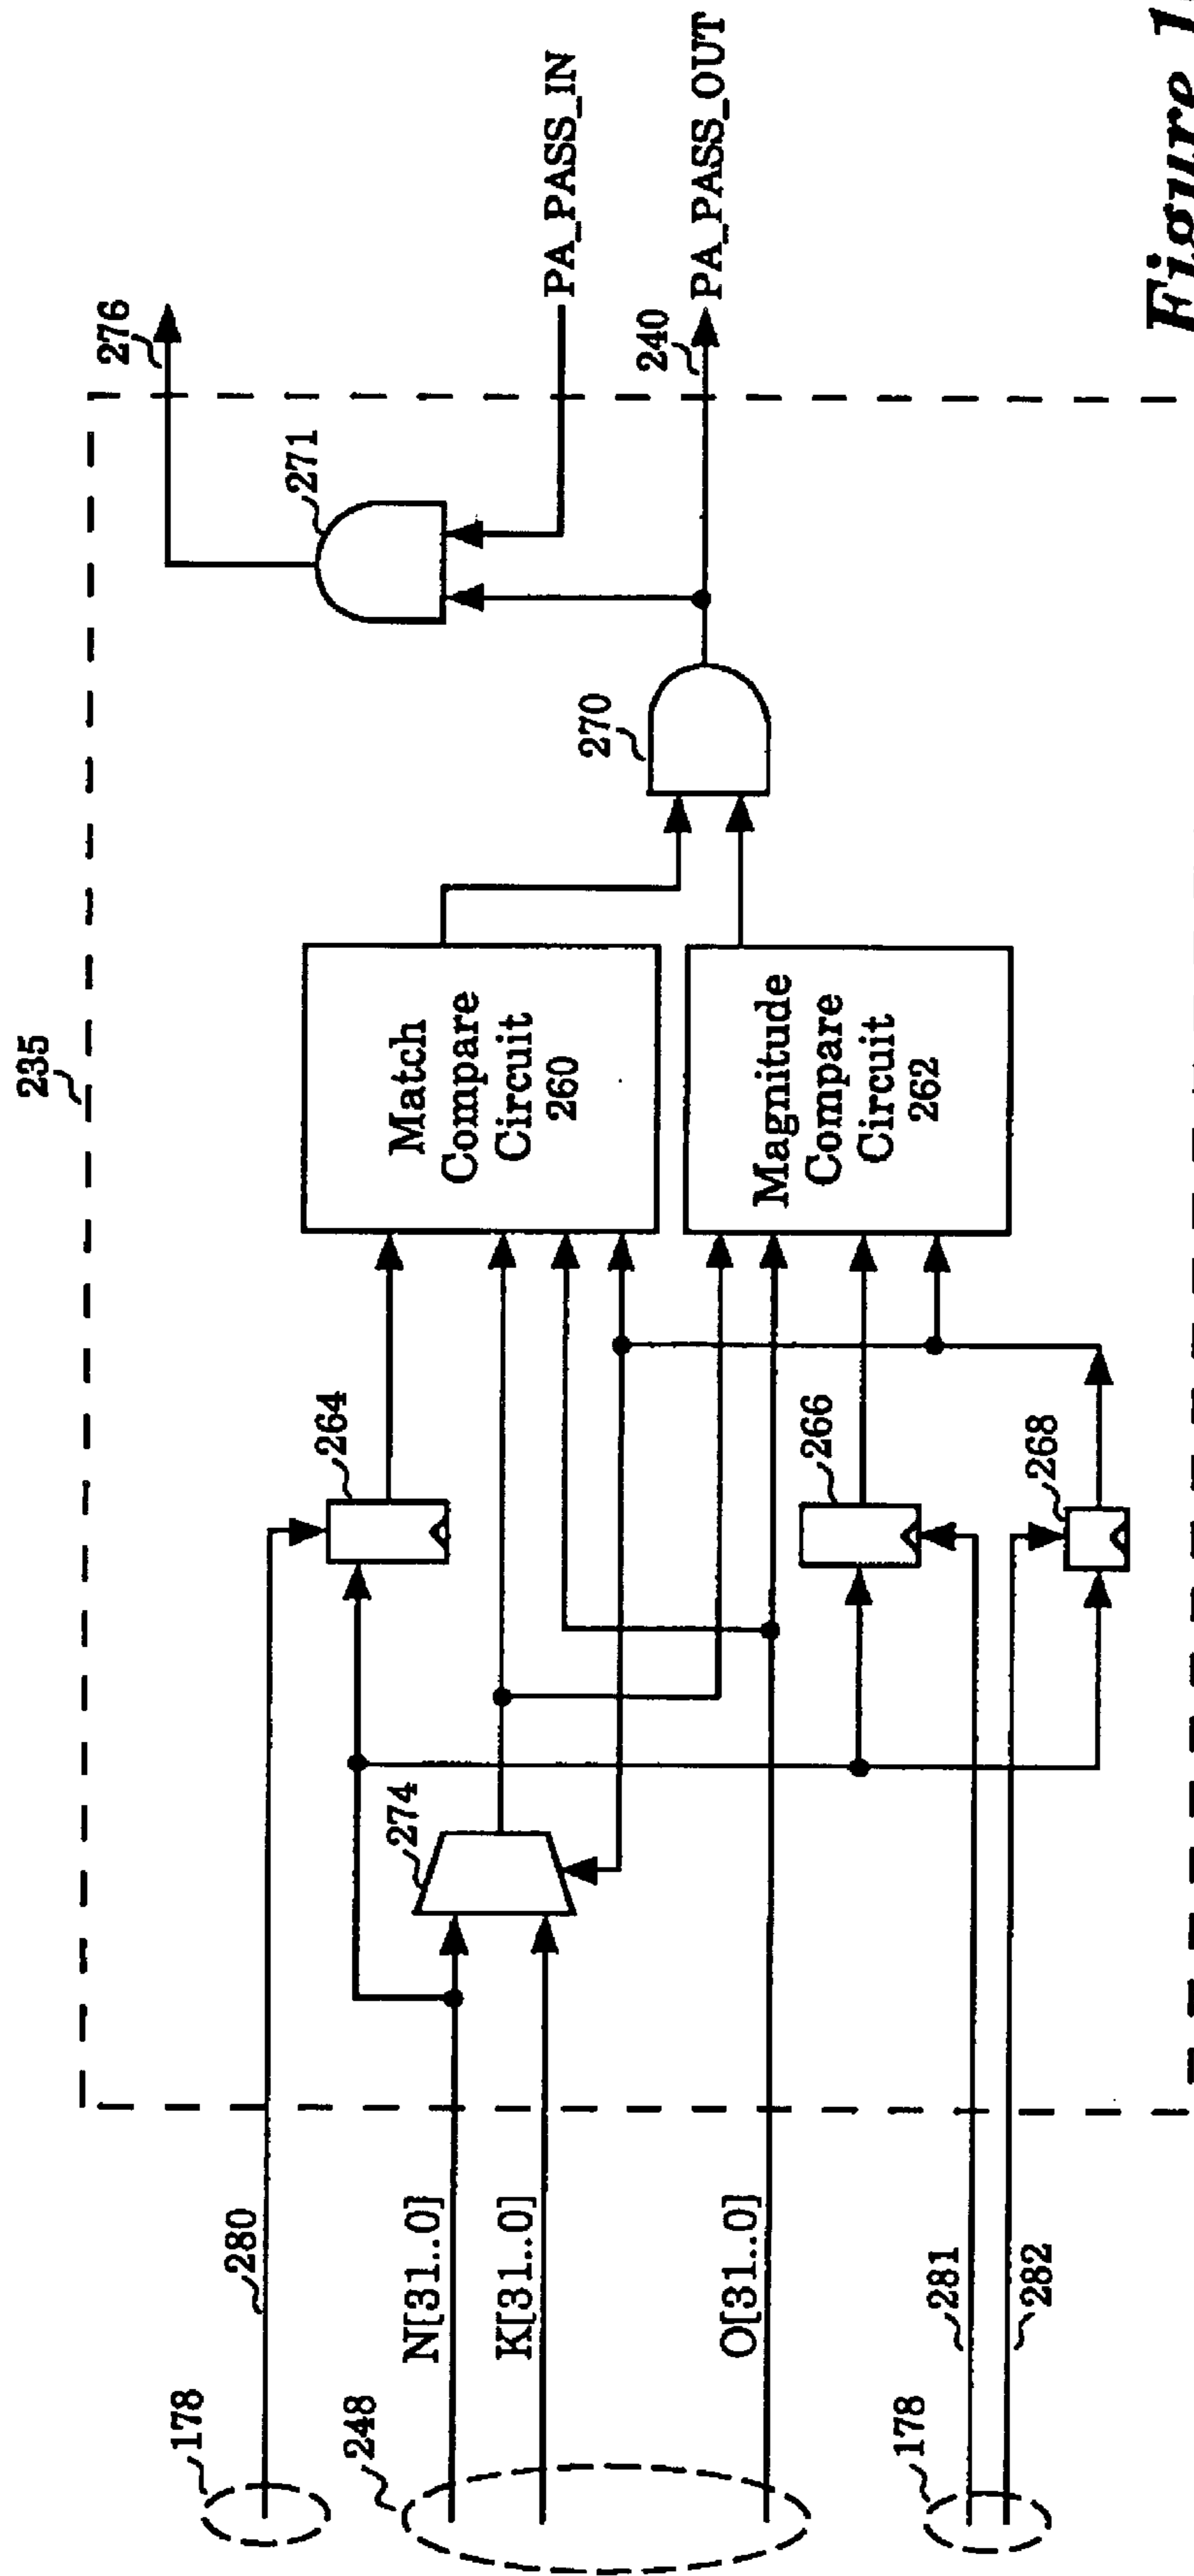 235
276
271
PA_PASS_IN
PA_PASS_OUT
240
270
Match
Compare
Circuit
260
Magnitude
Compare
Circuit
262
264
266
268
274
280
178
N[31..0]
K[31..0]
248
O[31..0]
281
282
178
Figure